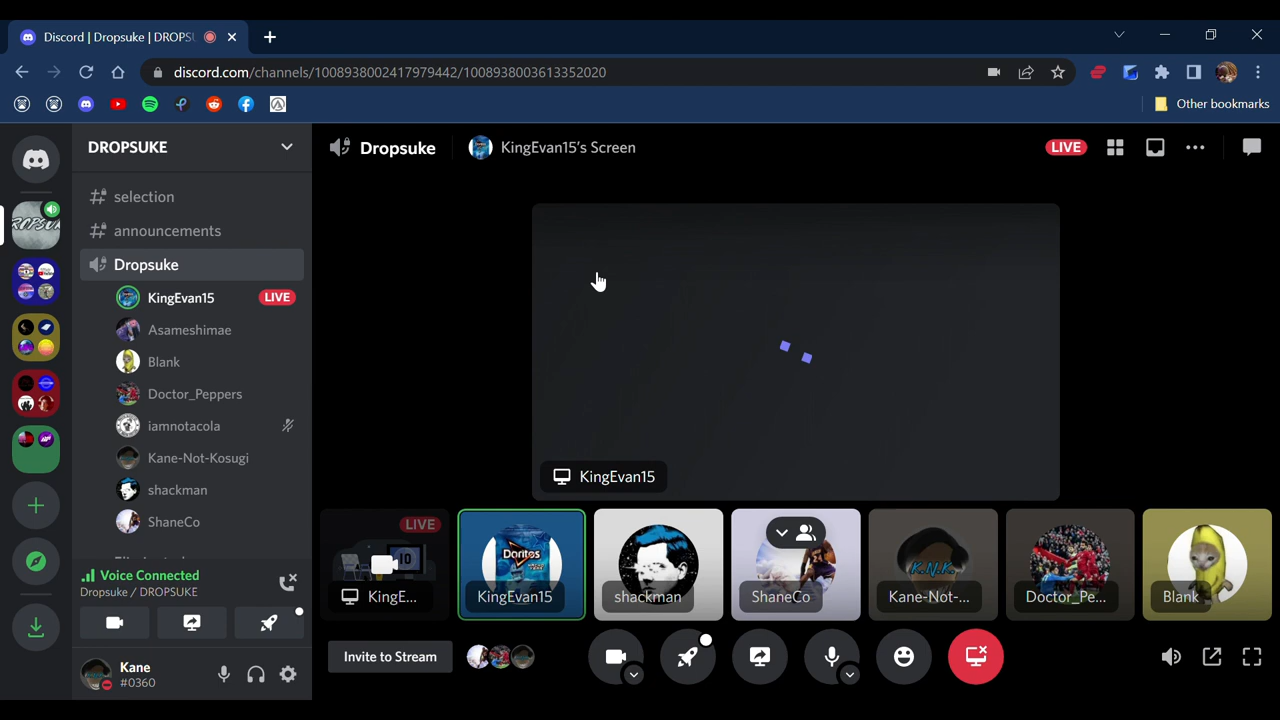 Discord | Dropsuke | DROPS
discord.com/channels/1008938002417979442/1008938003613352020
Other bookmarks
DROPSUKE
Dropsuke
KingEvan15's Screen
LIVE
selection
announcements
Dropsuke
KingEvan15
LIVE
Asameshimae
Blank
Doctor_Peppers
iamnotacola
Kane-Not-Kosugi
shackman
ShaneCo
KingEvan15
LIVE
Doritos
K.N.K.
KingE...
KingEvan15
shackman
ShaneCo
Kane-Not-...
Doctor_Pe...
Blank
Voice Connected
Dropsuke / DROPSUKE
Invite to Stream
Kane
#0360